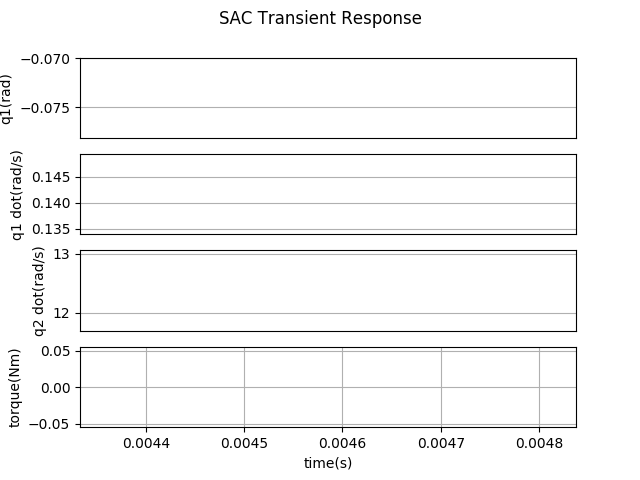 SAC Transient Response
q1(rad)
−0.070
−0.075
q1 dot(rad/s)
0.145
0.140
0.135
q2 dot(rad/s)
13
12
torque(Nm)
0.05
0.00
−0.05
0.0044 0.0045 0.0046 0.0047 0.0048
time(s)